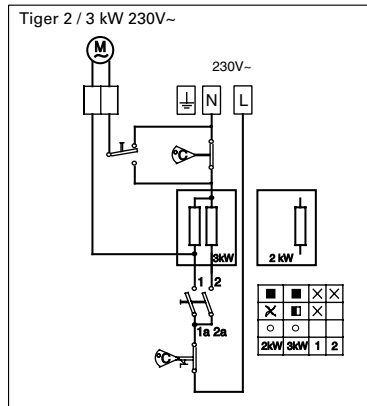 Tiger 2 / 3 kW 230V~
M
230V~
N L
°C
3kW
2 kW
1 2
1a 2a
°C
2kW 3kW 1 2